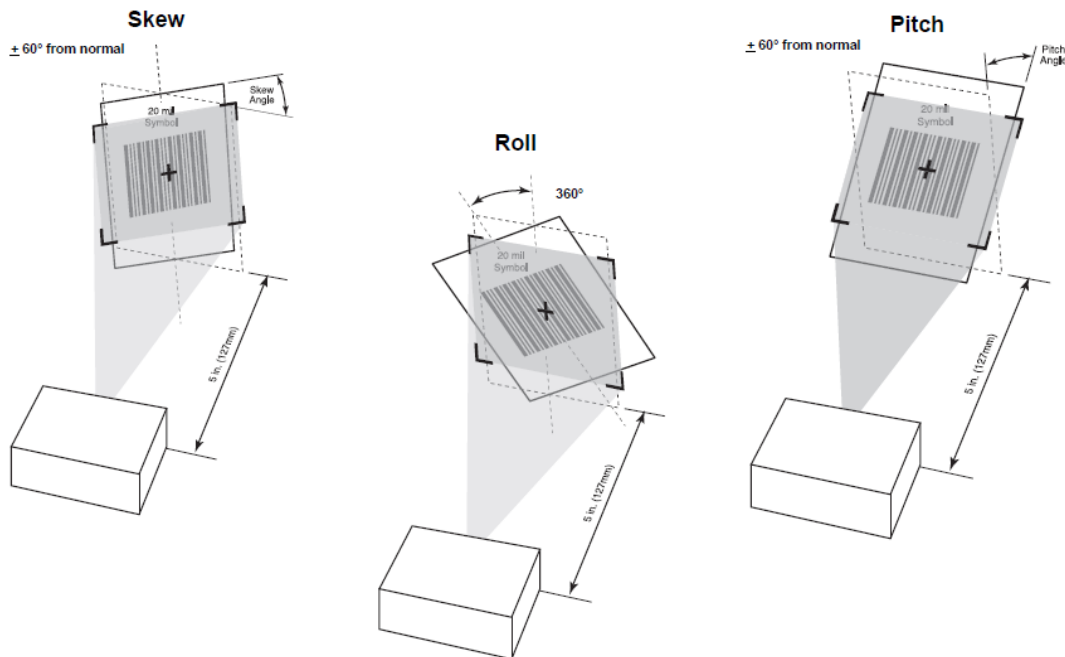 Skew
± 60° from normal
Skew
Angle
20 mil
Symbol
5 in. (127mm)
Roll
360°
20 mil
Symbol
5 in. (127mm)
Pitch
± 60° from normal
Pitch
Angle
20 mil
Symbol
5 in. (127mm)